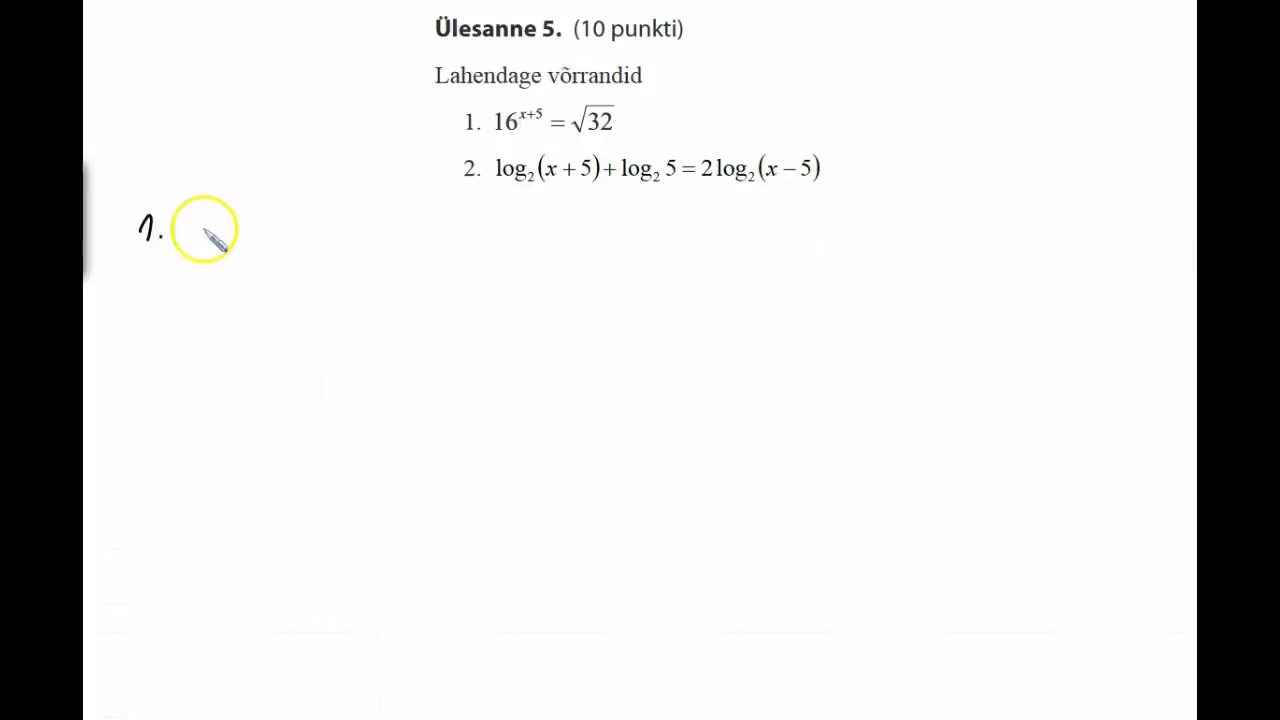 Ülesanne 5. (10 punkti)
Lahendage võrrandid
1. 16^{x+5} = √32
2. log₂(x + 5) + log₂ 5 = 2 log₂(x − 5)
1.